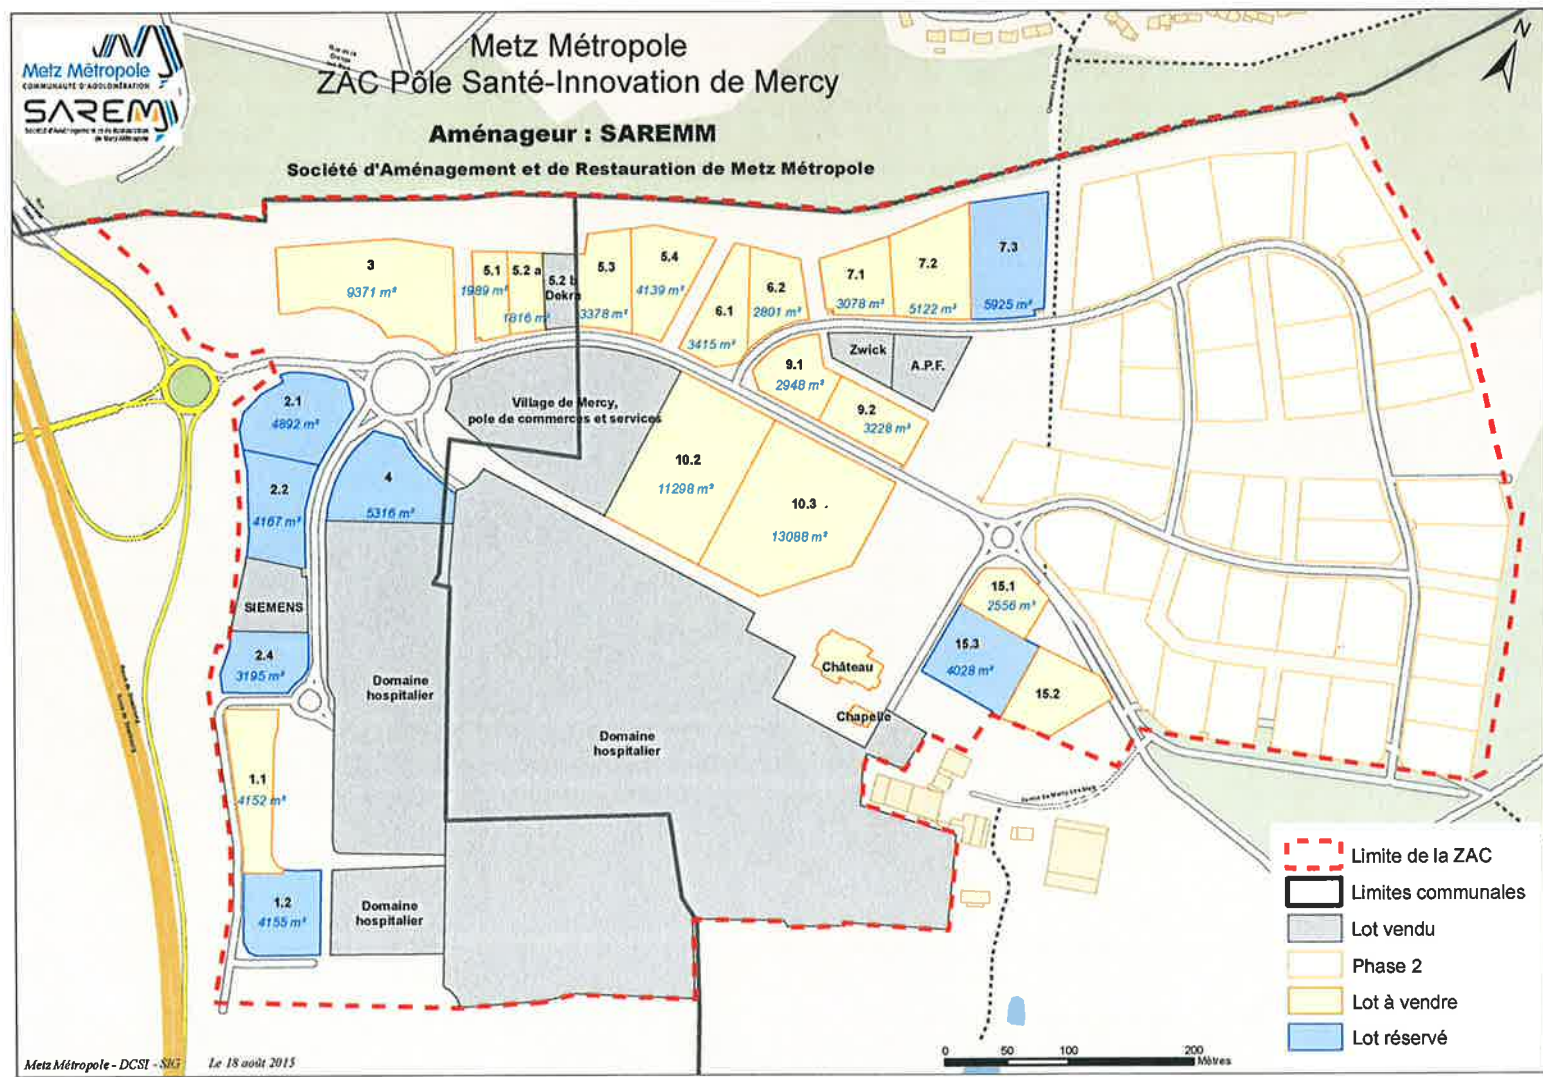 Metz Métropole
COMMUNAUTÉ D'AGGLOMÉRATION
SAREMM
Société d'Aménagement et de Restauration
de Metz Métropole
Metz Métropole
ZAC Pôle Santé-Innovation de Mercy
Aménageur : SAREMM
Société d'Aménagement et de Restauration de Metz Métropole
N
3
9371 m²
5.1
1989 m²
5.2 a
1816 m²
5.2 b
Dekra
5.3
3378 m²
5.4
4139 m²
6.1
3415 m²
6.2
2801 m²
7.1
3078 m²
7.2
5122 m²
7.3
5925 m²
Zwick
A.P.F.
9.1
2948 m²
9.2
3228 m²
2.1
4892 m²
2.2
4167 m²
4
5316 m²
Village de Mercy,
pole de commerces et services
10.2
11298 m²
10.3
13088 m²
SIEMENS
2.4
3195 m²
15.1
2556 m²
15.3
4028 m²
15.2
Château
Chapelle
Domaine
hospitalier
Domaine
hospitalier
1.1
4152 m²
1.2
4155 m²
Domaine
hospitalier
Limite de la ZAC
Limites communales
Lot vendu
Phase 2
Lot à vendre
Lot réservé
0 50 100 200
Mètres
Metz Métropole - DCSI - SIG Le 18 août 2015